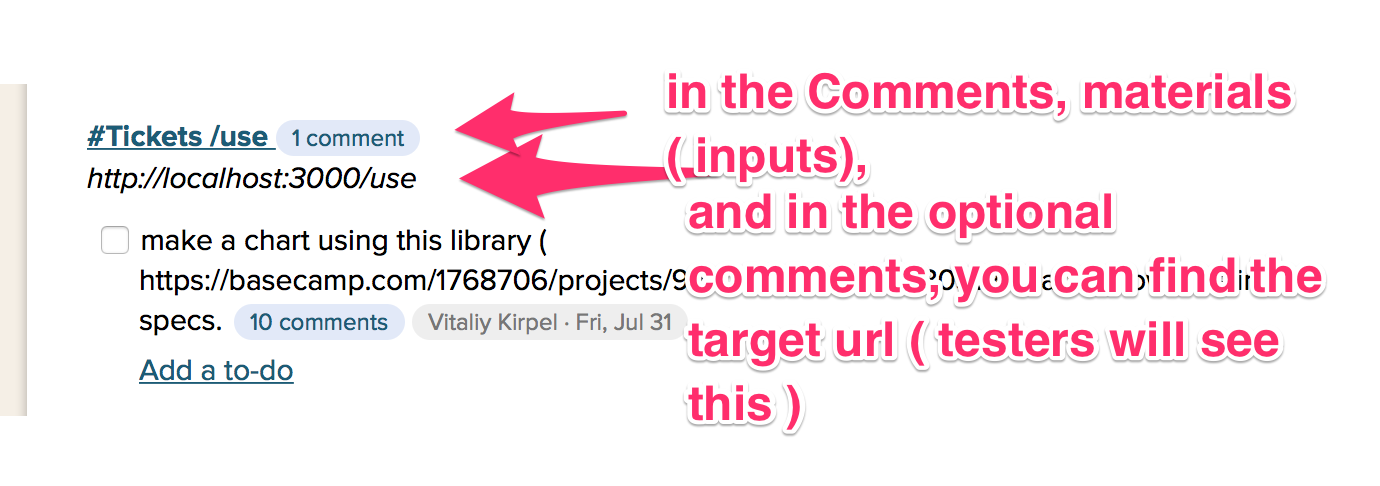 #Tickets /use 1 comment
http://localhost:3000/use
make a chart using this library (
https://basecamp.com/1768706/projects/9
specs. 10 comments Vitaliy Kirpel · Fri, Jul 31
Add a to-do
in the Comments, materials
( inputs),
and in the optional
comments, you can find the
target url ( testers will see
this )